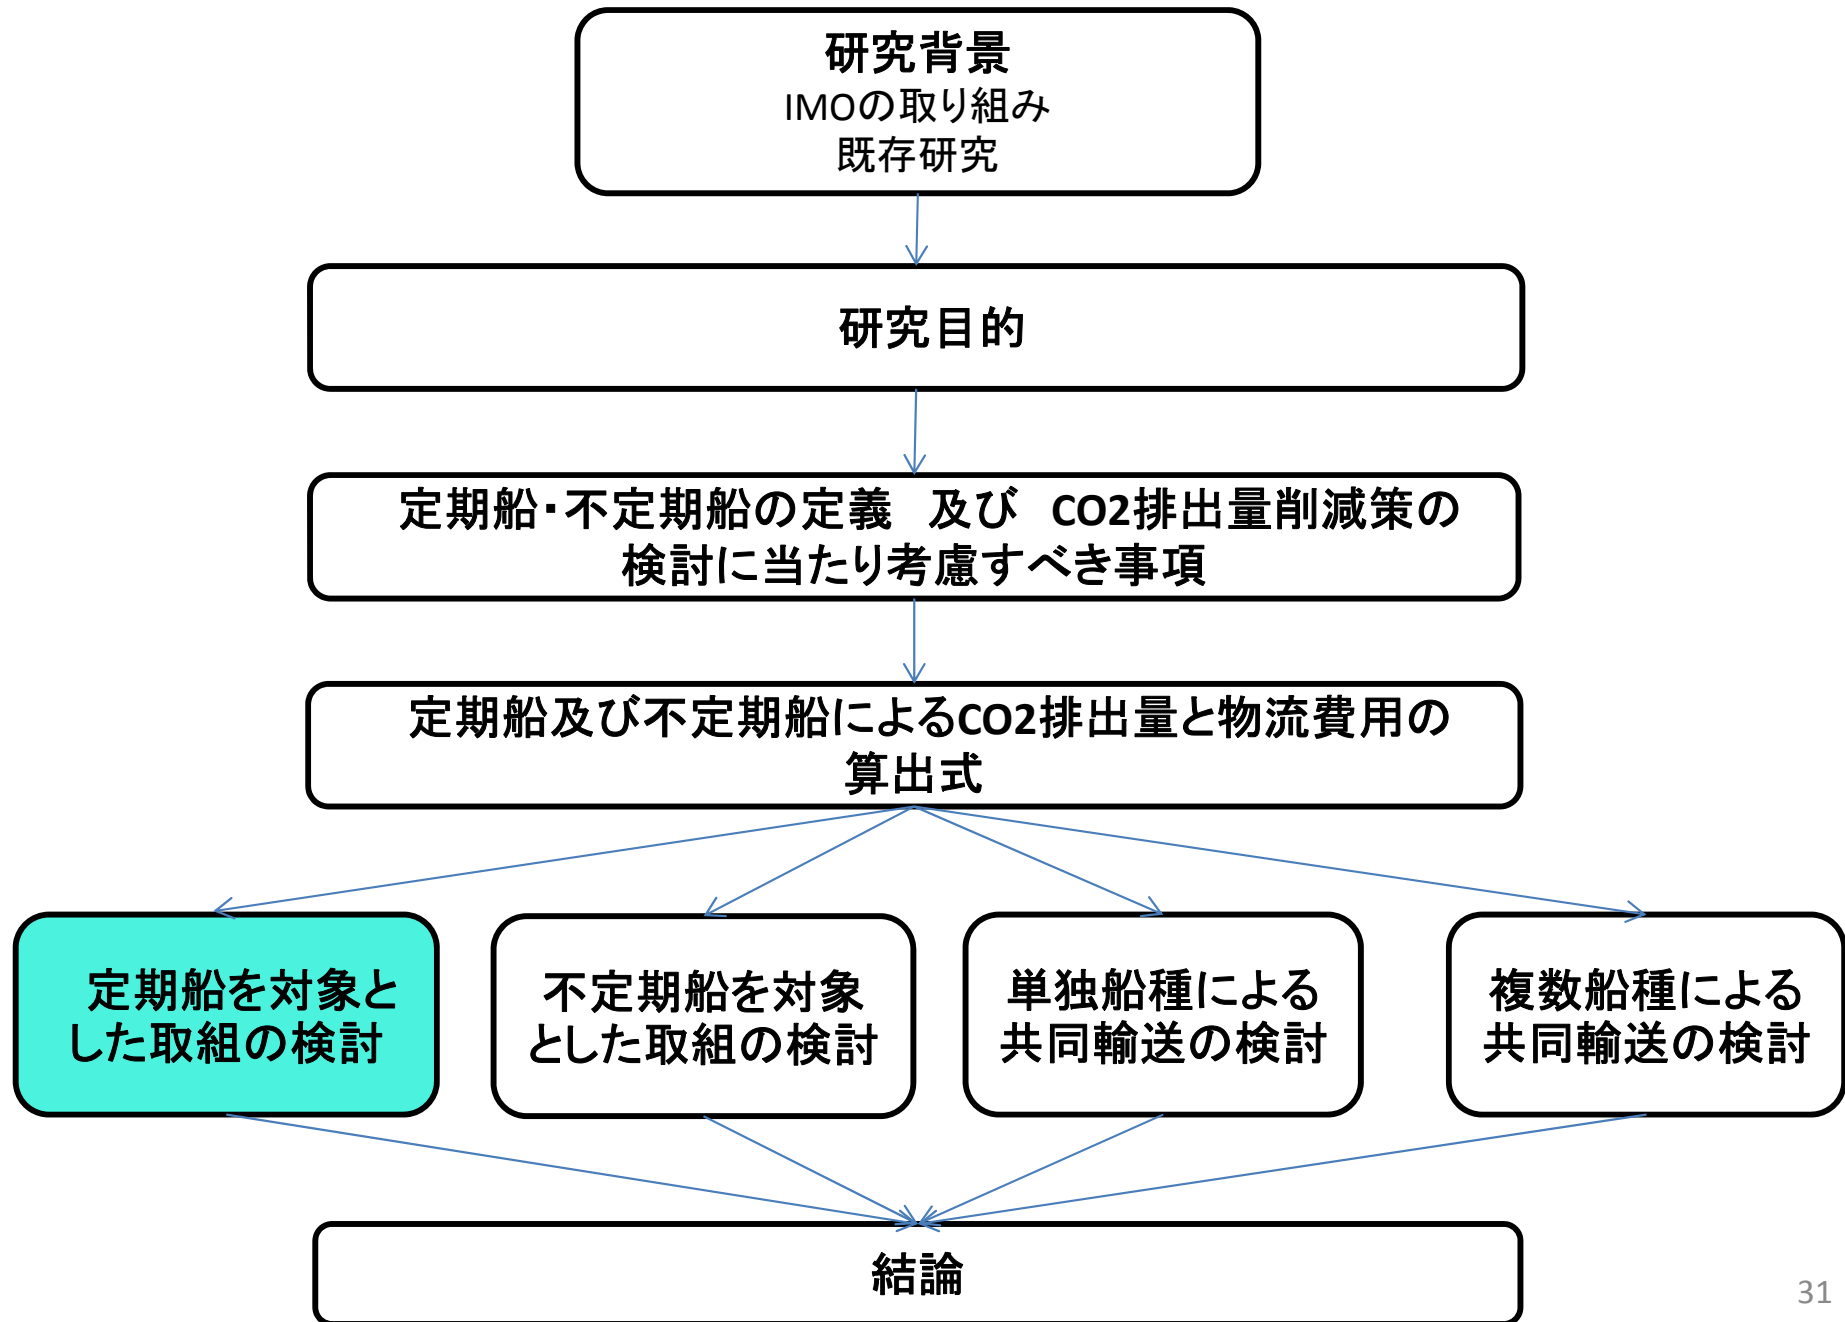 研究背景
IMOの取り組み
既存研究
研究目的
定期船・不定期船の定義　及び　CO2排出量削減策の
検討に当たり考慮すべき事項
定期船及び不定期船によるCO2排出量と物流費用の
算出式
定期船を対象と
した取組の検討
不定期船を対象
とした取組の検討
単独船種による
共同輸送の検討
複数船種による
共同輸送の検討
結論
31